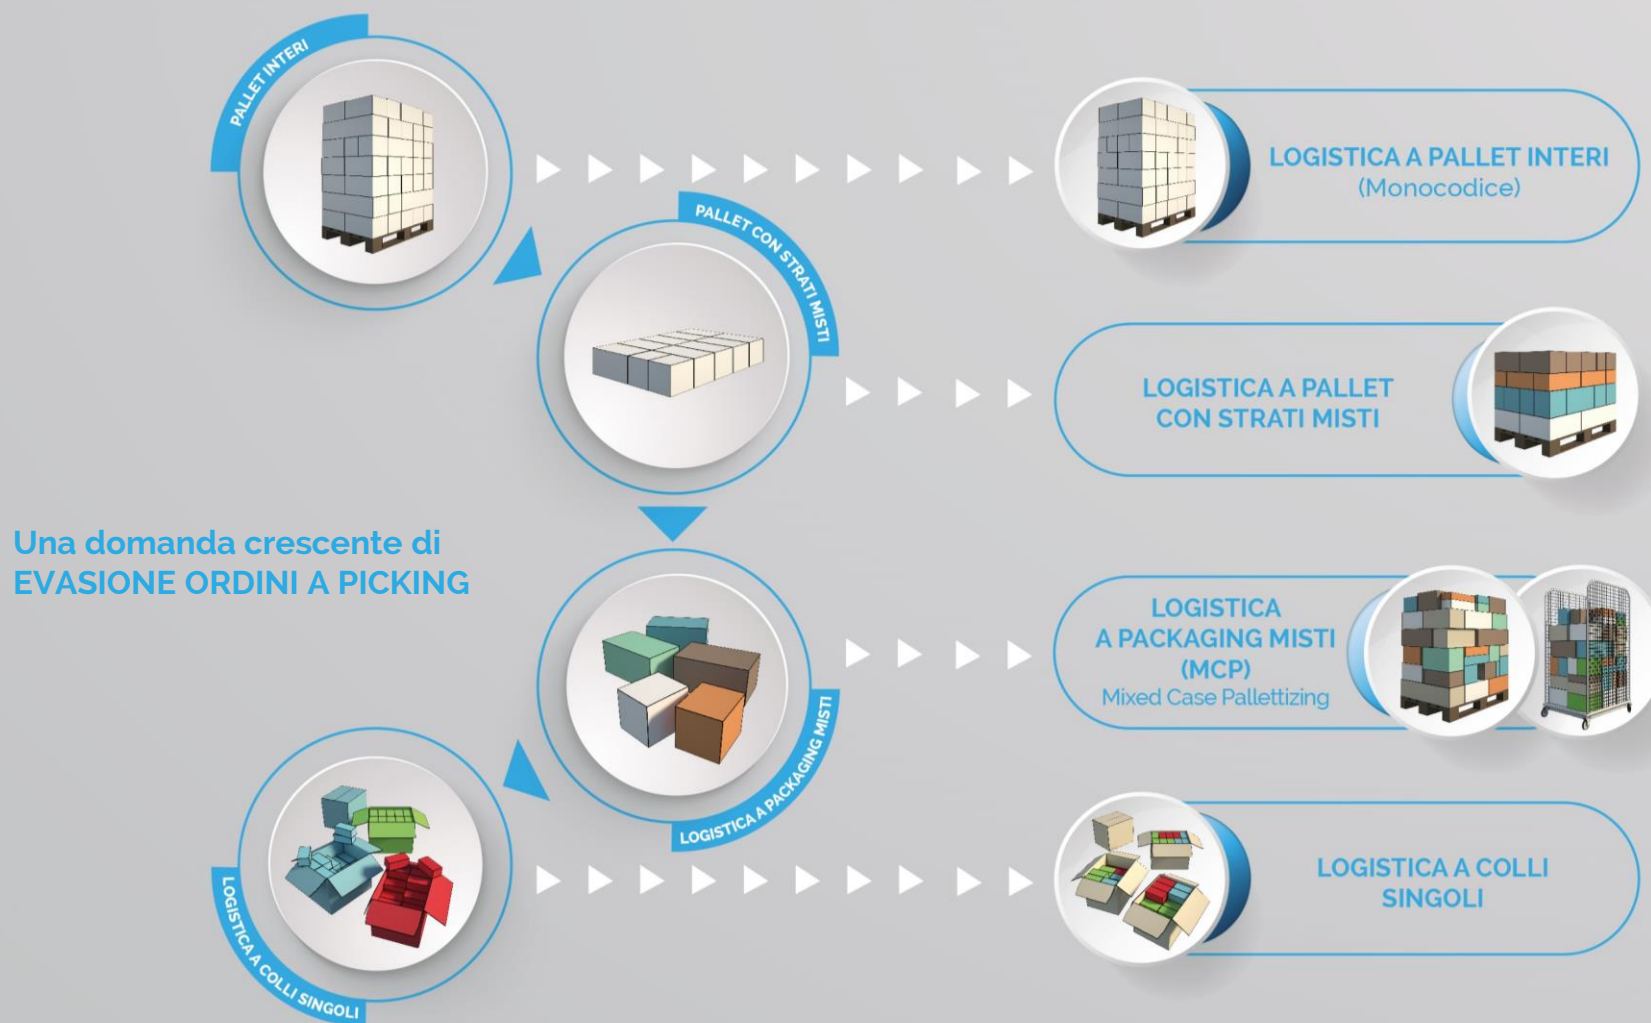 PALLET INTERI
LOGISTICA A PALLET INTERI
(Monocodice)
PALLET CON STRATI MISTI
LOGISTICA A PALLET
CON STRATI MISTI
Una domanda crescente di
EVASIONE ORDINI A PICKING
LOGISTICA A PACKAGING MISTI
LOGISTICA
A PACKAGING MISTI
(MCP)
Mixed Case Pallettizing
LOGISTICA A COLLI SINGOLI
LOGISTICA A COLLI
SINGOLI